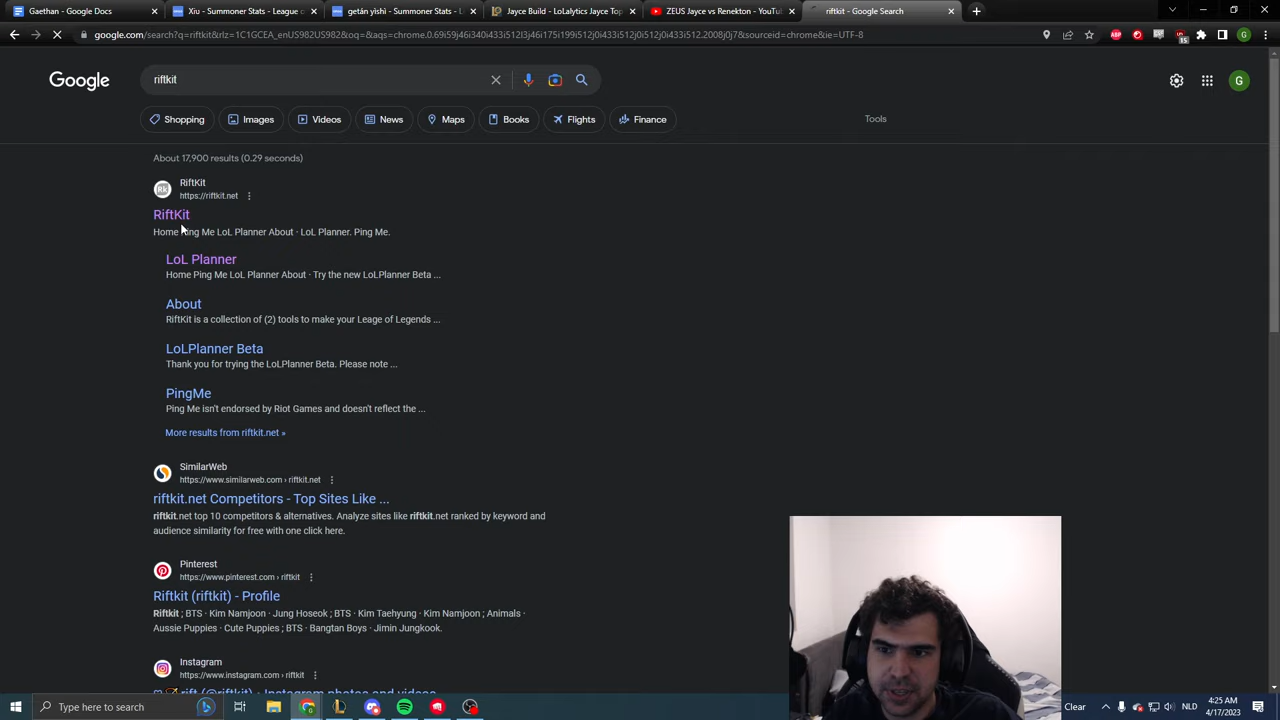 Gaethan - Google Docs
Xiu - Summoner Stats - League o
getán yìshì - Summoner Stats - L
Jayce Build - LoLalytics Jayce Top
ZEUS Jayce vs Renekton - YouTu
riftkit - Google Search
google.com/search?q=riftkit&rlz=1C1GCEA_enUS982US982&oq=&aqs=chrome.0.69i59j46i340i433i512l3j46i175i199i512j0i433i512j0i512j0i433i512.2008j0j7&sourceid=chrome&ie=UTF-8
ABP
15
G
Google
riftkit
G
Shopping
Images
Videos
News
Maps
Books
Flights
Finance
Tools
About 17,900 results (0.29 seconds)
Rk
RiftKit
https://riftkit.net
RiftKit
Home Ping Me LoL Planner About · LoL Planner. Ping Me.
LoL Planner
Home Ping Me LoL Planner About · Try the new LoLPlanner Beta ...
About
RiftKit is a collection of (2) tools to make your Leage of Legends ...
LoLPlanner Beta
Thank you for trying the LoLPlanner Beta. Please note ...
PingMe
Ping Me isn't endorsed by Riot Games and doesn't reflect the ...
More results from riftkit.net »
SimilarWeb
https://www.similarweb.com › riftkit.net
riftkit.net Competitors - Top Sites Like ...
riftkit.net top 10 competitors & alternatives. Analyze sites like riftkit.net ranked by keyword and
audience similarity for free with one click here.
Pinterest
https://www.pinterest.com › riftkit
Riftkit (riftkit) - Profile
Riftkit ; BTS · Kim Namjoon · Jung Hoseok ; BTS · Kim Taehyung · Kim Namjoon ; Animals ·
Aussie Puppies · Cute Puppies ; BTS · Bangtan Boys · Jimin Jungkook.
Instagram
https://www.instagram.com › riftkit
rift (@riftkit) • Instagram photos and videos
Type here to search
Clear
NLD
4:25 AM
4/17/2023